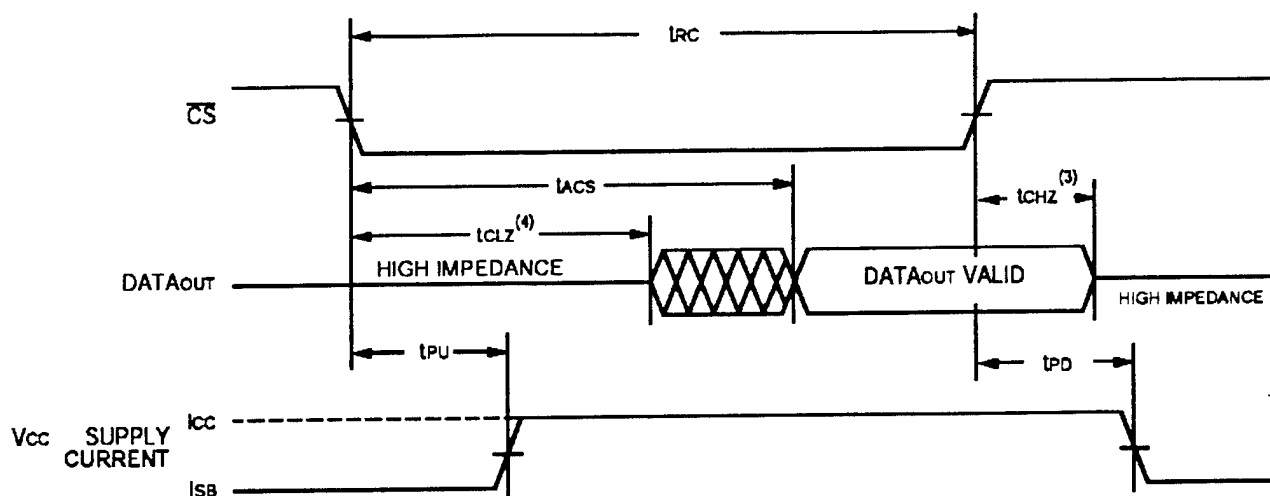 tRC
CS
tACS
tCHZ(3)
tCLZ(4)
DATAOUT
HIGH IMPEDANCE
DATAOUT VALID
HIGH IMPEDANCE
tPU
tPD
VCC SUPPLY CURRENT
ICC
ISB